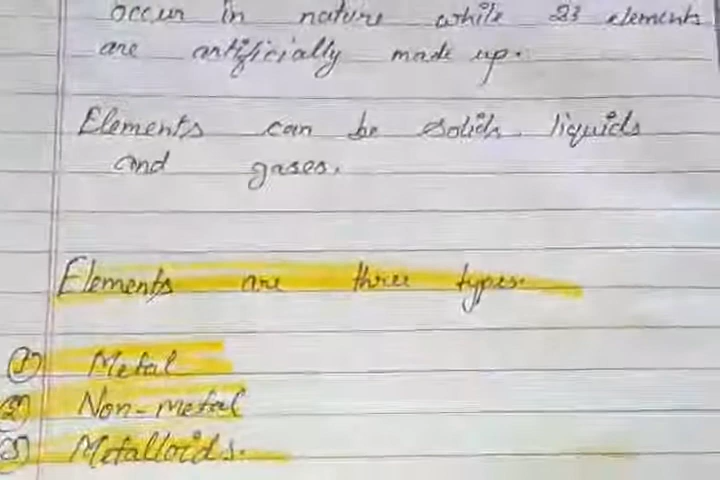 occur in nature while 23 elements
are artificially made up.
Elements can be solids, liquids
and gases.
Elements are three types.
(1) Metal
(2) Non-metal
(3) Metalloids.